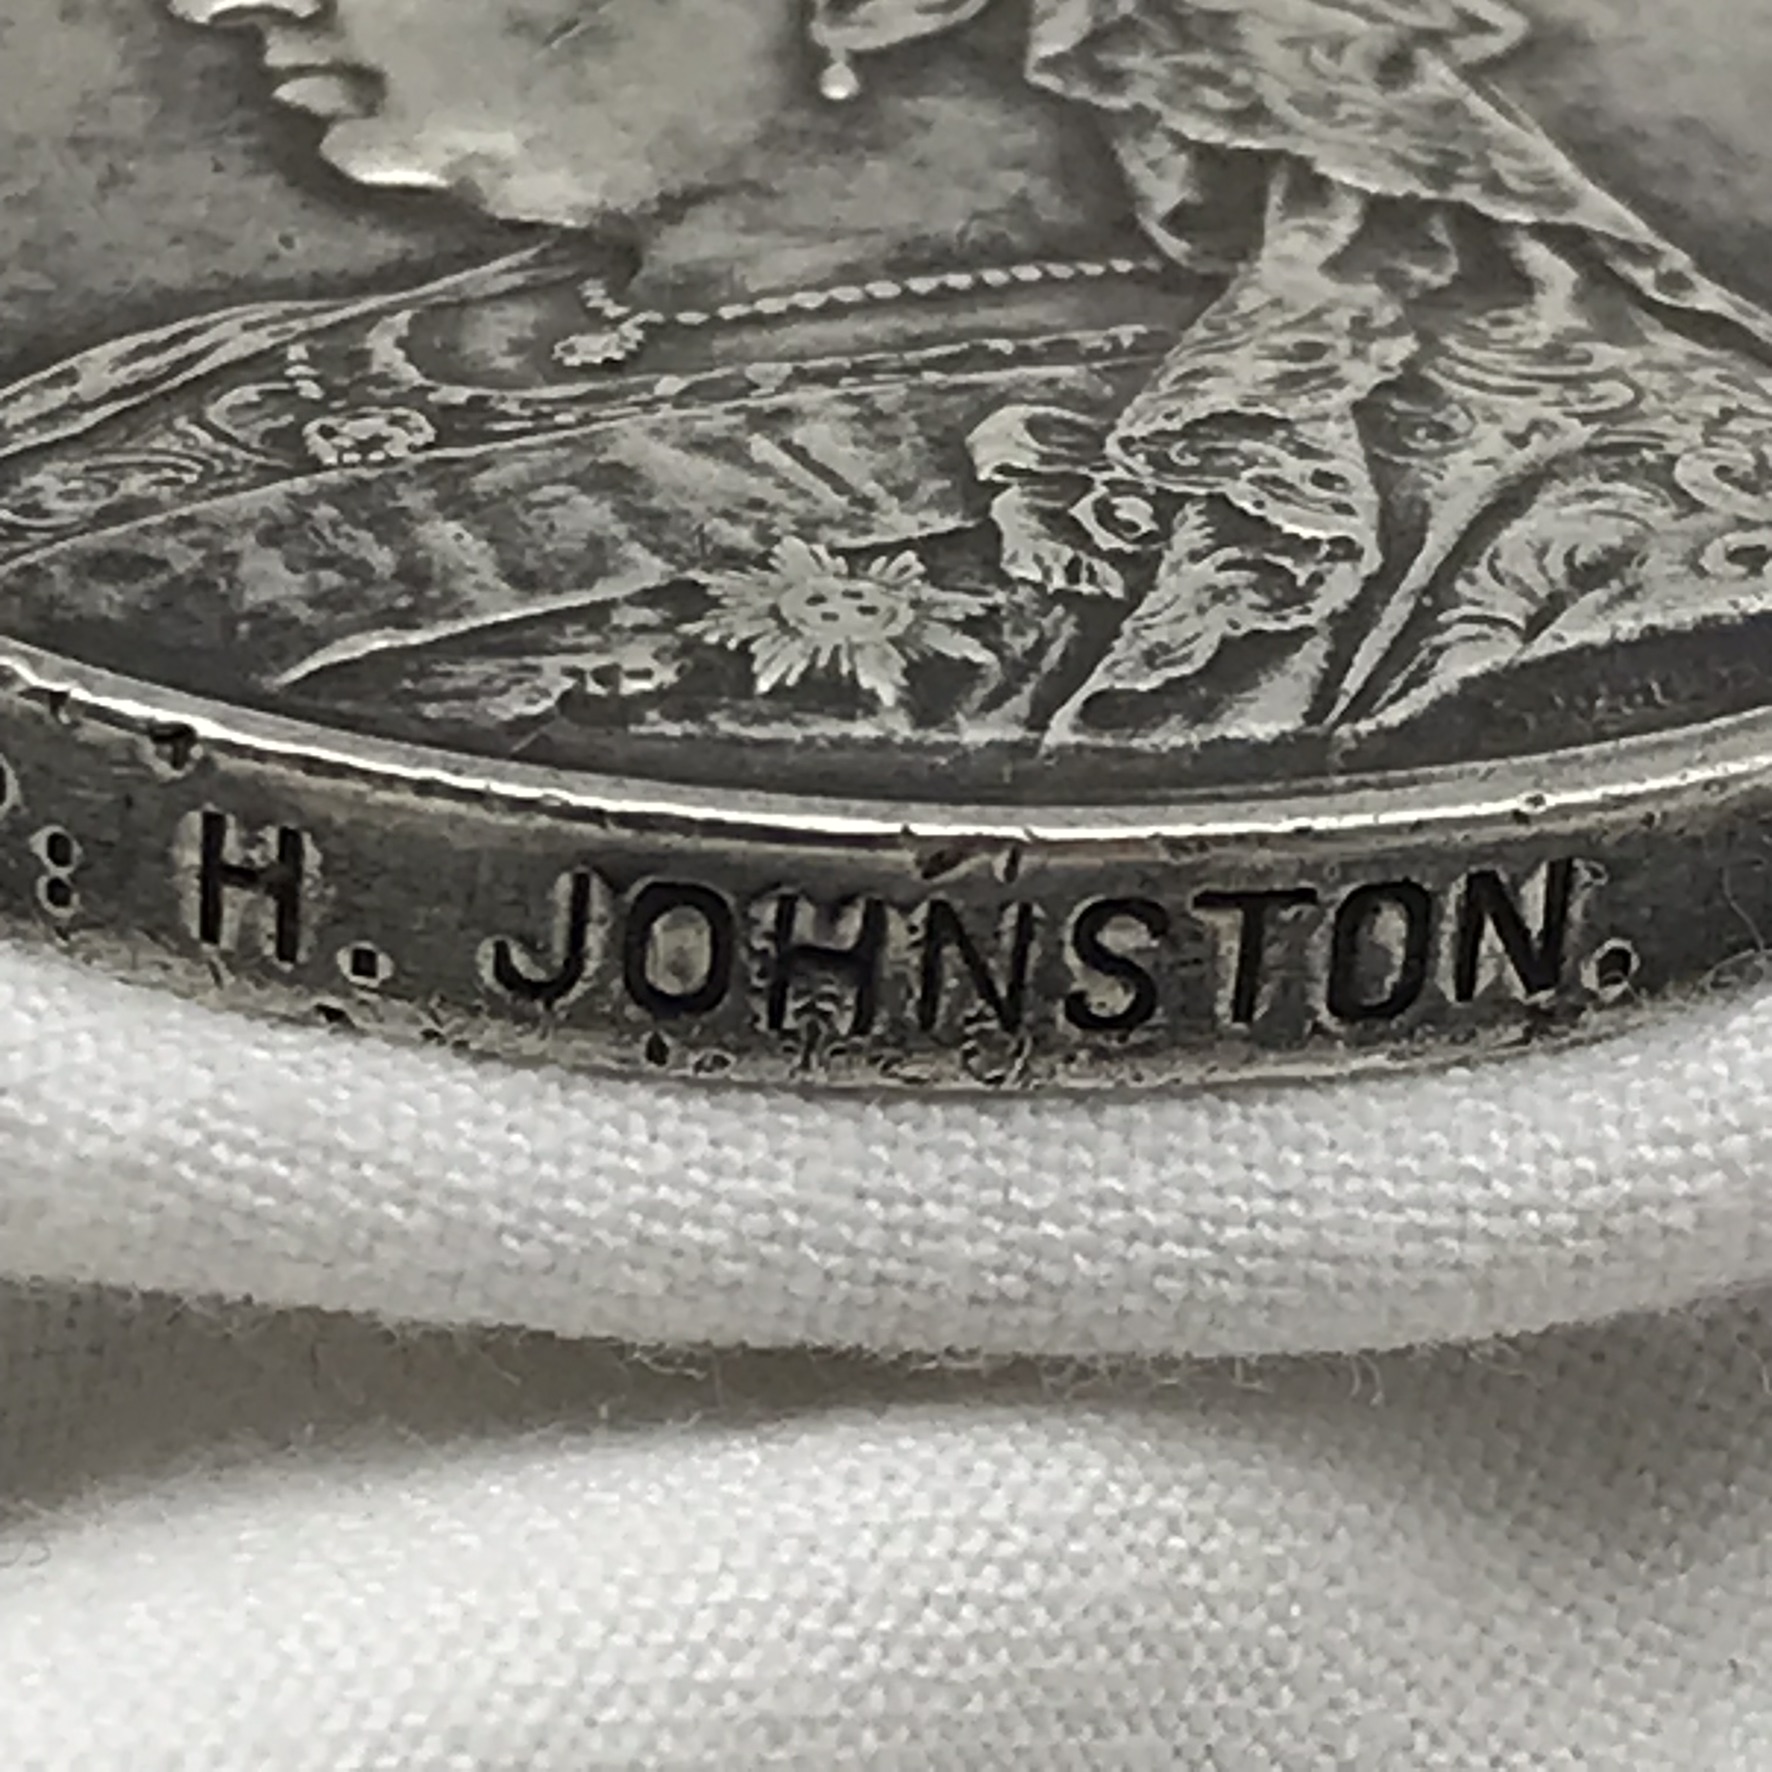 : H. JOHNSTON.